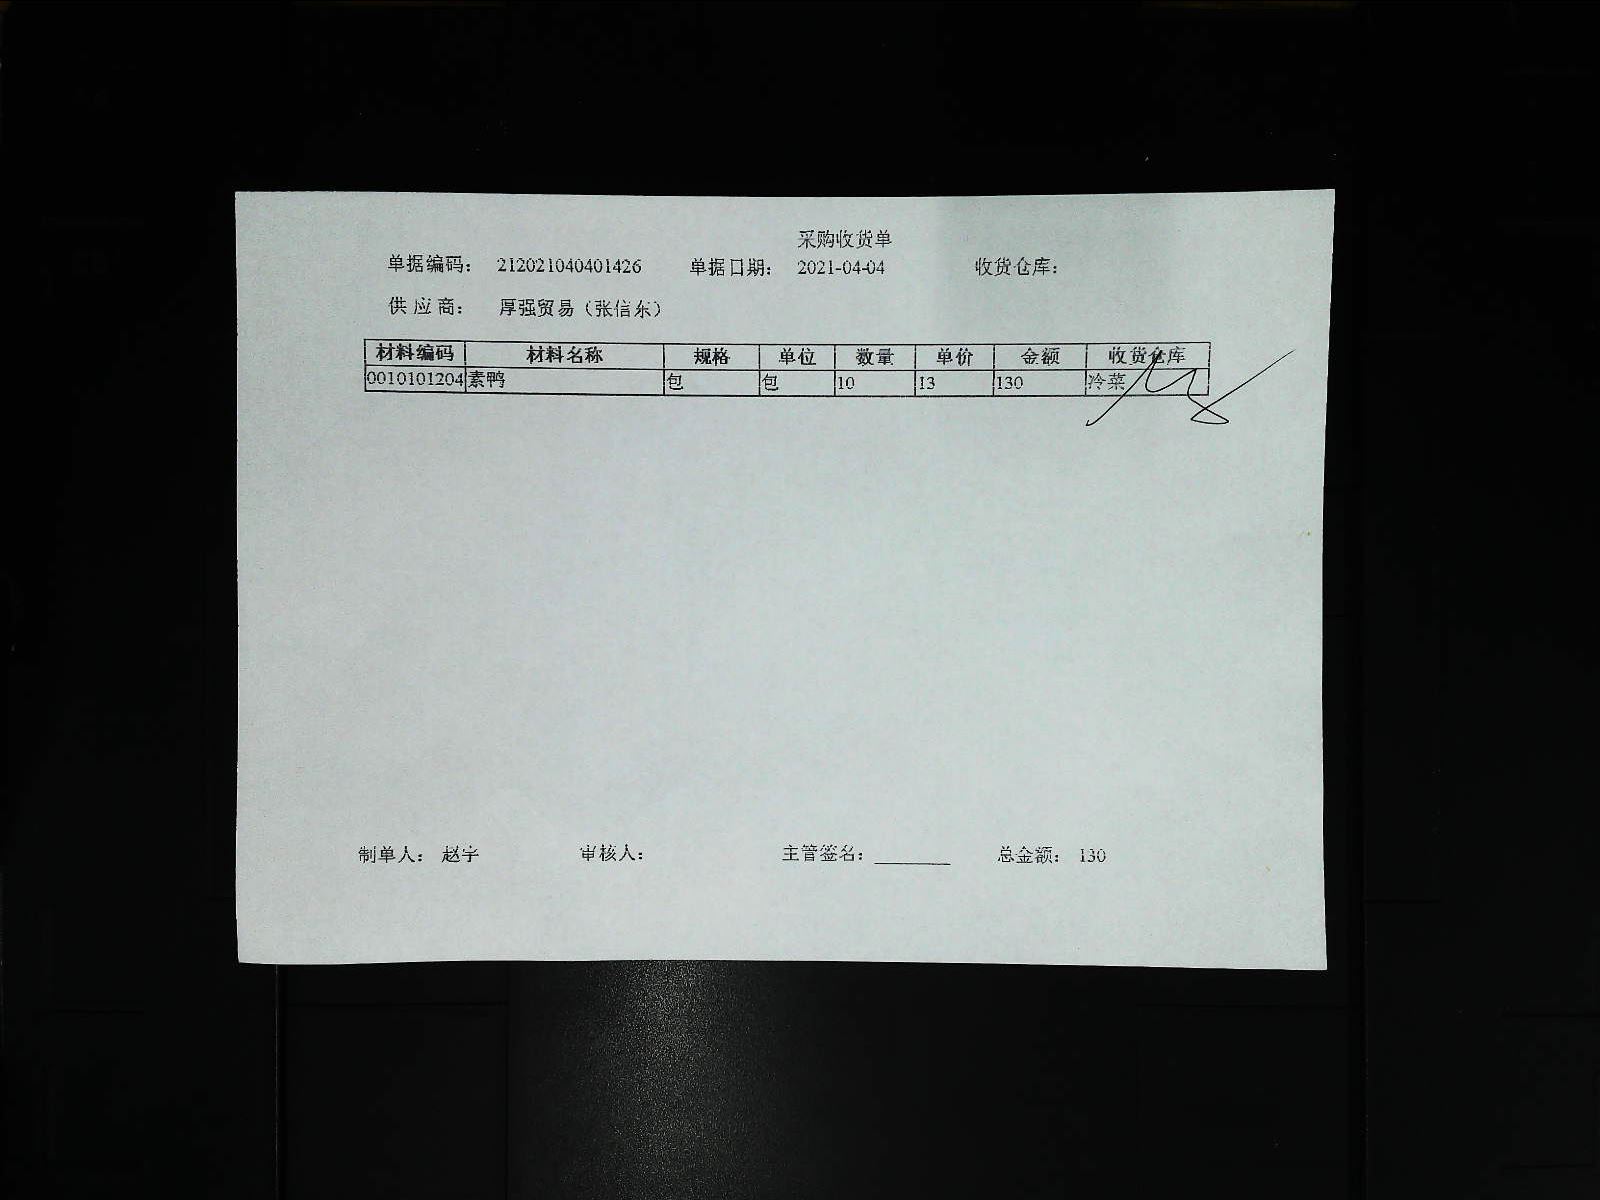 采购收货单
单据编码： 212021040401426 单据日期： 2021-04-04 收货仓库：
供 应 商： 厚强贸易（张信东）
材料编码 材料名称 规格 单位 数量 单价 金额 收货仓库
0010101204 素鸭 包 包 10 13 130 冷菜
制单人： 赵宇 审核人： 主管签名：________ 总金额： 130